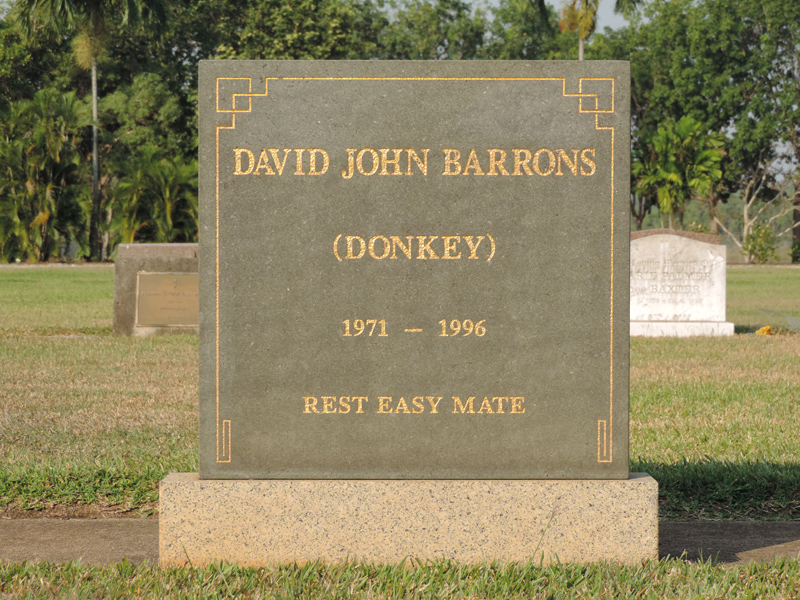 DAVID JOHN BARRONS
(DONKEY)
1971 – 1996
REST EASY MATE